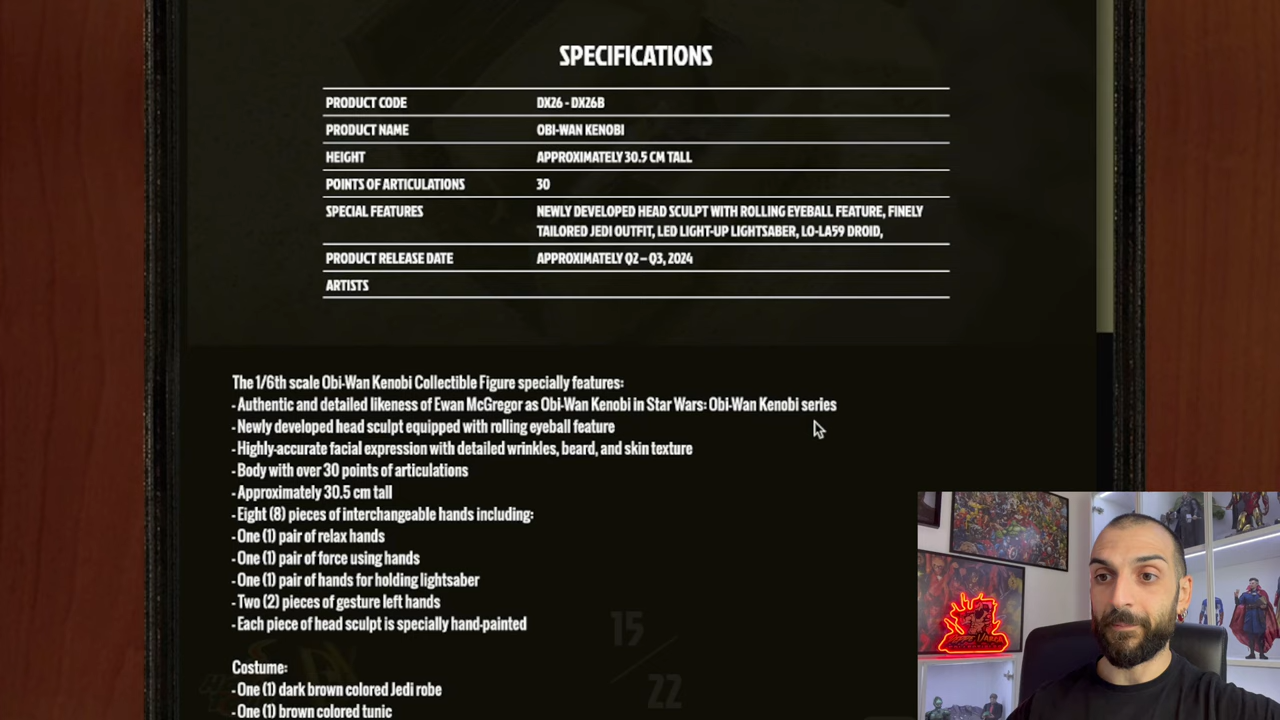 SPECIFICATIONS
PRODUCT CODE DX26 - DX26B
PRODUCT NAME OBI-WAN KENOBI
HEIGHT APPROXIMATELY 30.5 CM TALL
POINTS OF ARTICULATIONS 30
SPECIAL FEATURES NEWLY DEVELOPED HEAD SCULPT WITH ROLLING EYEBALL FEATURE, FINELY
TAILORED JEDI OUTFIT, LED LIGHT-UP LIGHTSABER, LO-LA59 DROID,
PRODUCT RELEASE DATE APPROXIMATELY Q2 – Q3, 2024
ARTISTS
The 1/6th scale Obi-Wan Kenobi Collectible Figure specially features:
- Authentic and detailed likeness of Ewan McGregor as Obi-Wan Kenobi in Star Wars: Obi-Wan Kenobi series
- Newly developed head sculpt equipped with rolling eyeball feature
- Highly-accurate facial expression with detailed wrinkles, beard, and skin texture
- Body with over 30 points of articulations
- Approximately 30.5 cm tall
- Eight (8) pieces of interchangeable hands including:
- One (1) pair of relax hands
- One (1) pair of force using hands
- One (1) pair of hands for holding lightsaber
- Two (2) pieces of gesture left hands
- Each piece of head sculpt is specially hand-painted
15
22
Costume:
- One (1) dark brown colored Jedi robe
- One (1) brown colored tunic